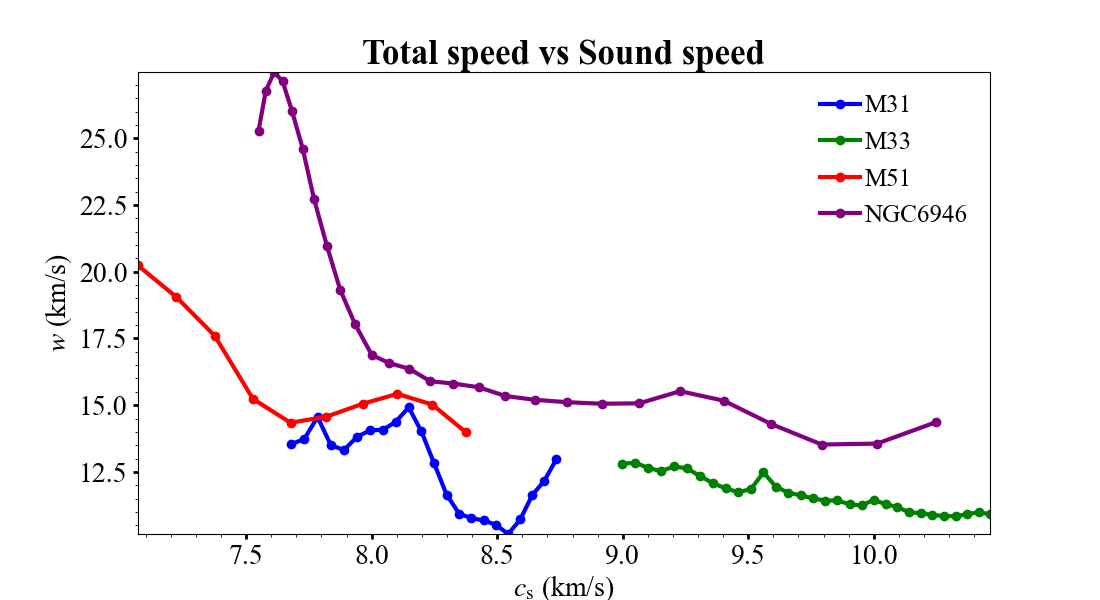 Total speed vs Sound speed
M31
M33
M51
NGC6946
25.0
22.5
20.0
17.5
15.0
12.5
w (km/s)
7.5 8.0 8.5 9.0 9.5 10.0
cs (km/s)